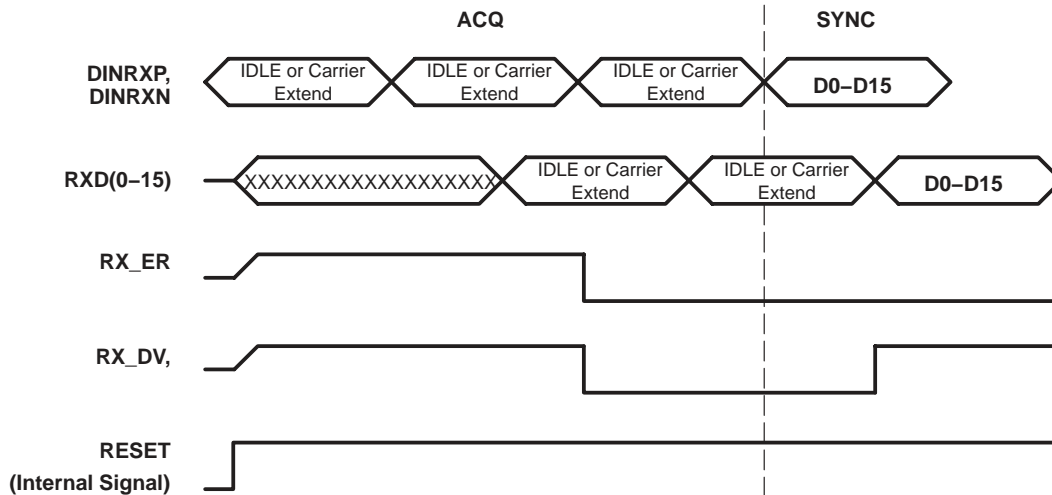 ACQ
SYNC
DINRXP,
DINRXN
IDLE or Carrier
Extend
IDLE or Carrier
Extend
IDLE or Carrier
Extend
D0–D15
RXD(0–15)
XXXXXXXXXXXXXXXXXXX
IDLE or Carrier
Extend
IDLE or Carrier
Extend
D0–D15
RX_ER
RX_DV,
RESET
(Internal Signal)